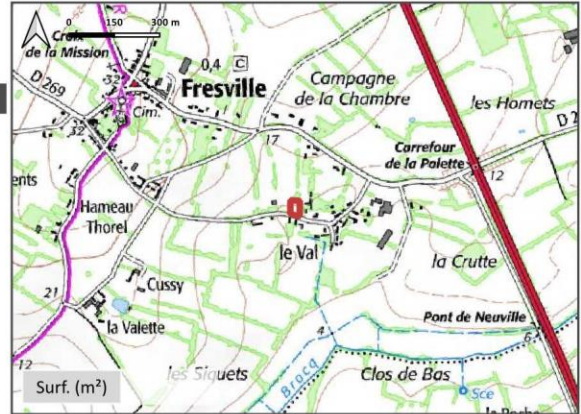 0 150 300 m
Croix
de la Mission
32
0,4 C
D 269
Fresville
Campagne
de la Chambre
les Homets
Cim.
32
17
D 2
Carrefour
de la Palette
12
ents
Hameau
Thorel
le Val
la Crutte
Cussy
21
la Valette
Pont de Neuville
4
6
12
les Siquets
Brocq
Clos de Bas
Sce
Surf. (m²)